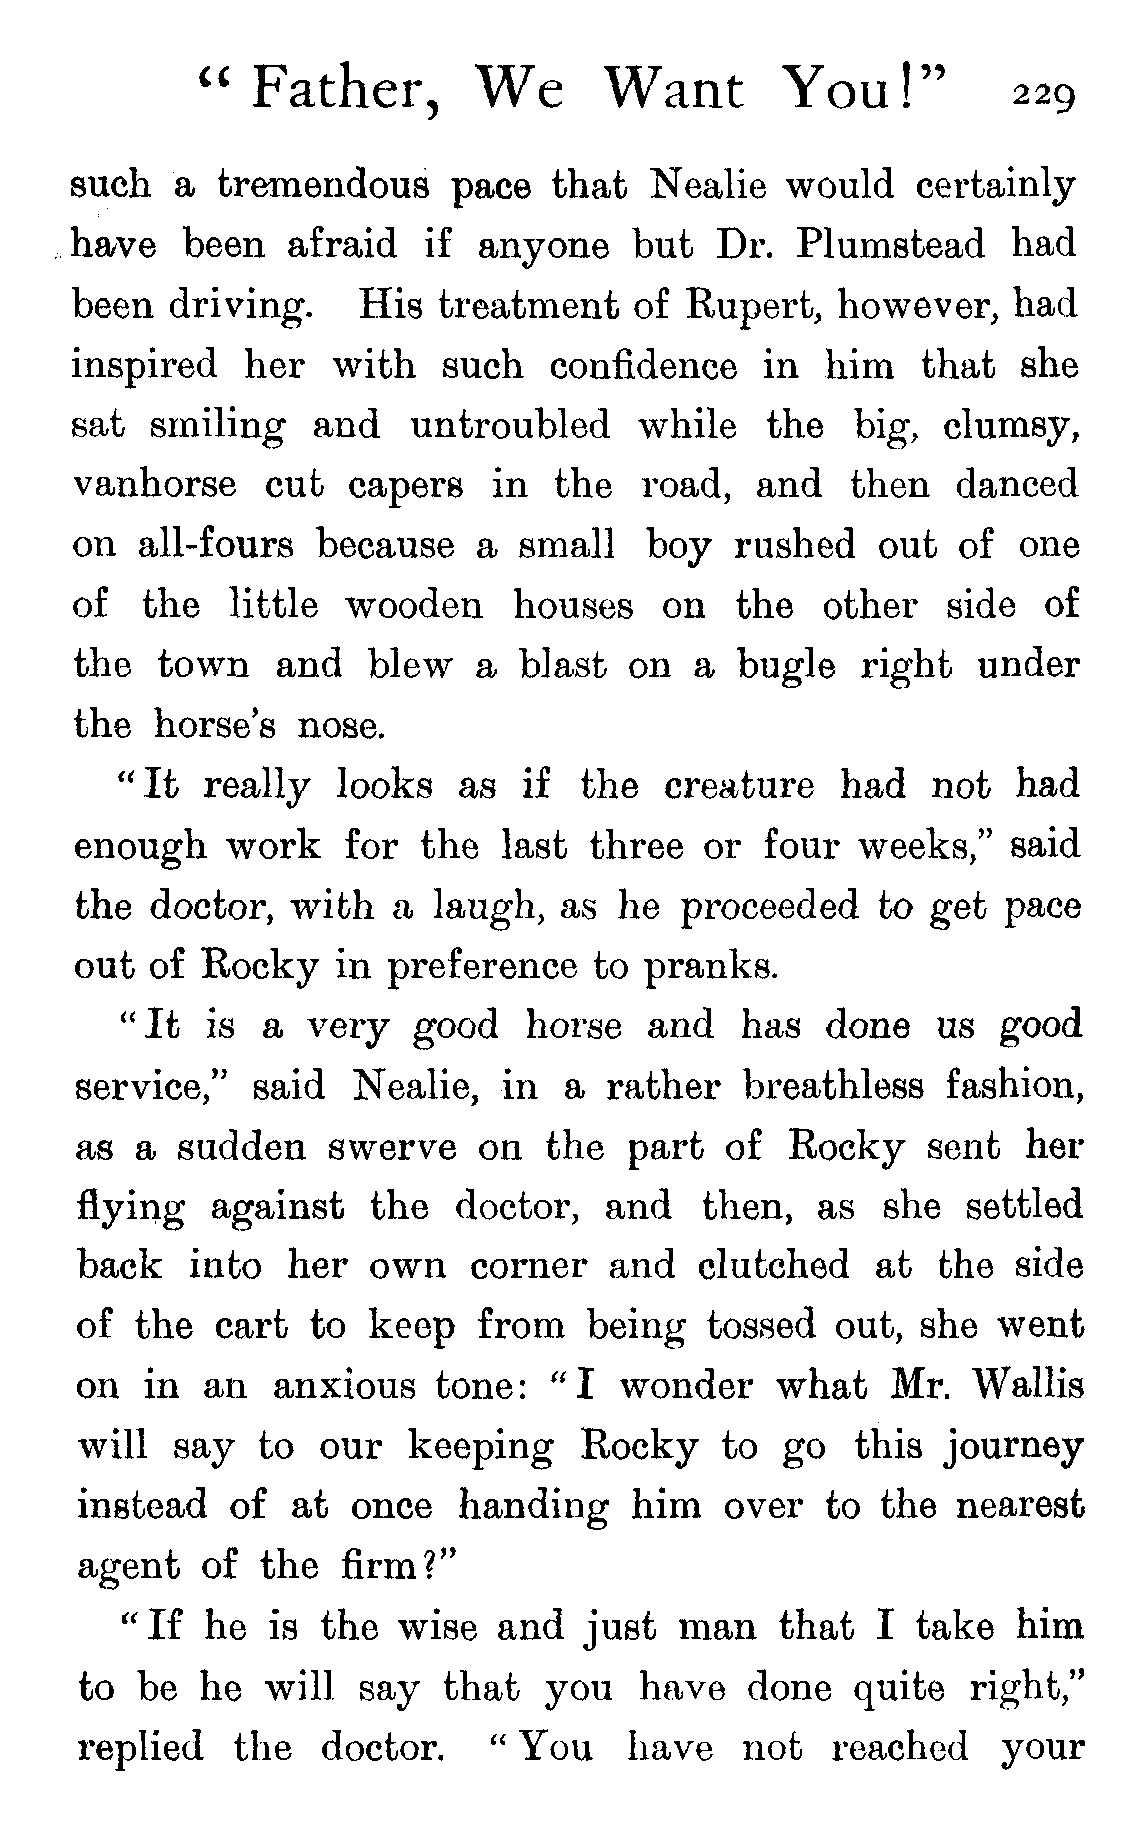 “ Father, We Want You!” 229
such a tremendous pace that Nealie would certainly
have been afraid if anyone but Dr. Plumstead had
been driving. His treatment of Rupert, however, had
inspired her with such confidence in him that she
sat smiling and untroubled while the big, clumsy,
vanhorse cut capers in the road, and then danced
on all-fours because a small boy rushed out of one
of the little wooden houses on the other side of
the town and blew a blast on a bugle right under
the horse’s nose.
“It really looks as if the creature had not had
enough work for the last three or four weeks,” said
the doctor, with a laugh, as he proceeded to get pace
out of Rocky in preference to pranks.
“It is a very good horse and has done us good
service,” said Nealie, in a rather breathless fashion,
as a sudden swerve on the part of Rocky sent her
flying against the doctor, and then, as she settled
back into her own corner and clutched at the side
of the cart to keep from being tossed out, she went
on in an anxious tone: “I wonder what Mr. Wallis
will say to our keeping Rocky to go this journey
instead of at once handing him over to the nearest
agent of the firm?”
“If he is the wise and just man that I take him
to be he will say that you have done quite right,”
replied the doctor. “You have not reached your